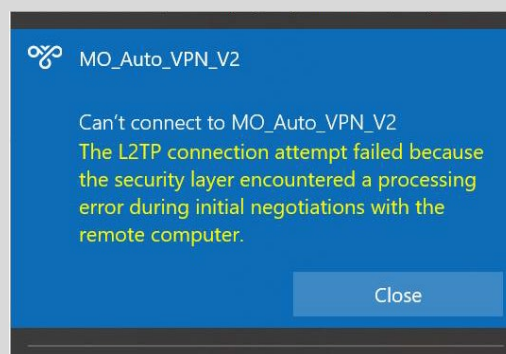 MO_Auto_VPN_V2
Can't connect to MO_Auto_VPN_V2
The L2TP connection attempt failed because
the security layer encountered a processing
error during initial negotiations with the
remote computer.
Close